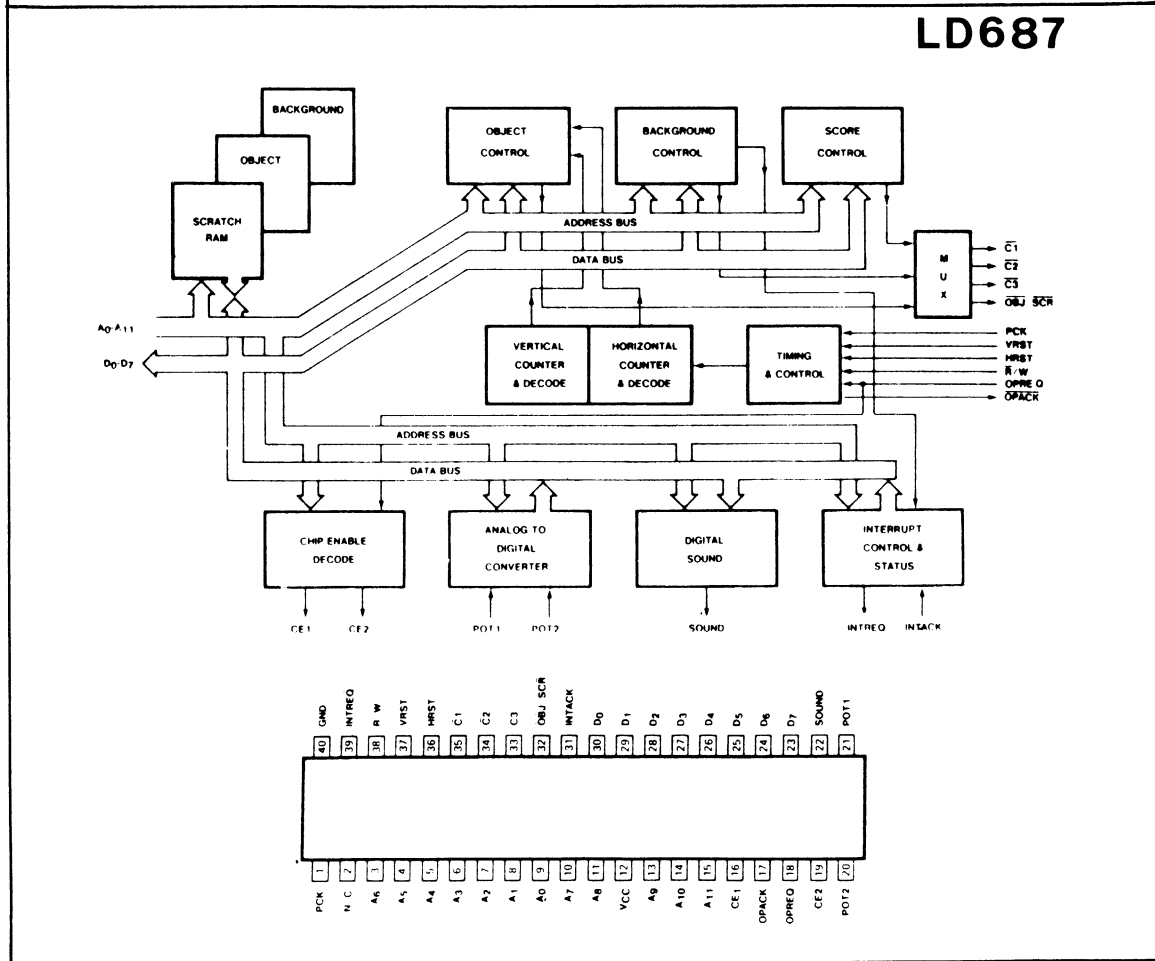 LD687
BACKGROUND
OBJECT
SCRATCH
RAM
OBJECT
CONTROL
BACKGROUND
CONTROL
SCORE
CONTROL
ADDRESS BUS
DATA BUS
M
U
X
C1
C2
C3
OBJ SCR
A0-A11
D0-D7
VERTICAL
COUNTER
& DECODE
HORIZONTAL
COUNTER
& DECODE
TIMING
& CONTROL
PCK
VRST
HRST
R/W
OPREQ
OPACK
ADDRESS BUS
DATA BUS
CHIP ENABLE
DECODE
ANALOG TO
DIGITAL
CONVERTER
DIGITAL
SOUND
INTERRUPT
CONTROL &
STATUS
CE1
CE2
POT1
POT2
SOUND
INTREQ
INTACK
GND
INTREQ
R W
VRST
HRST
C1
C2
C3
OBJ SCR
INTACK
D0
D1
D2
D3
D4
D5
D6
D7
SOUND
POT1
40
39
38
37
36
35
34
33
32
31
30
29
28
27
26
25
24
23
22
21
1
2
3
4
5
6
7
8
9
10
11
12
13
14
15
16
17
18
19
20
PCK
N C
A6
A5
A4
A3
A2
A1
A0
A7
A8
VCC
A9
A10
A11
CE1
OPACK
OPREQ
CE2
POT2